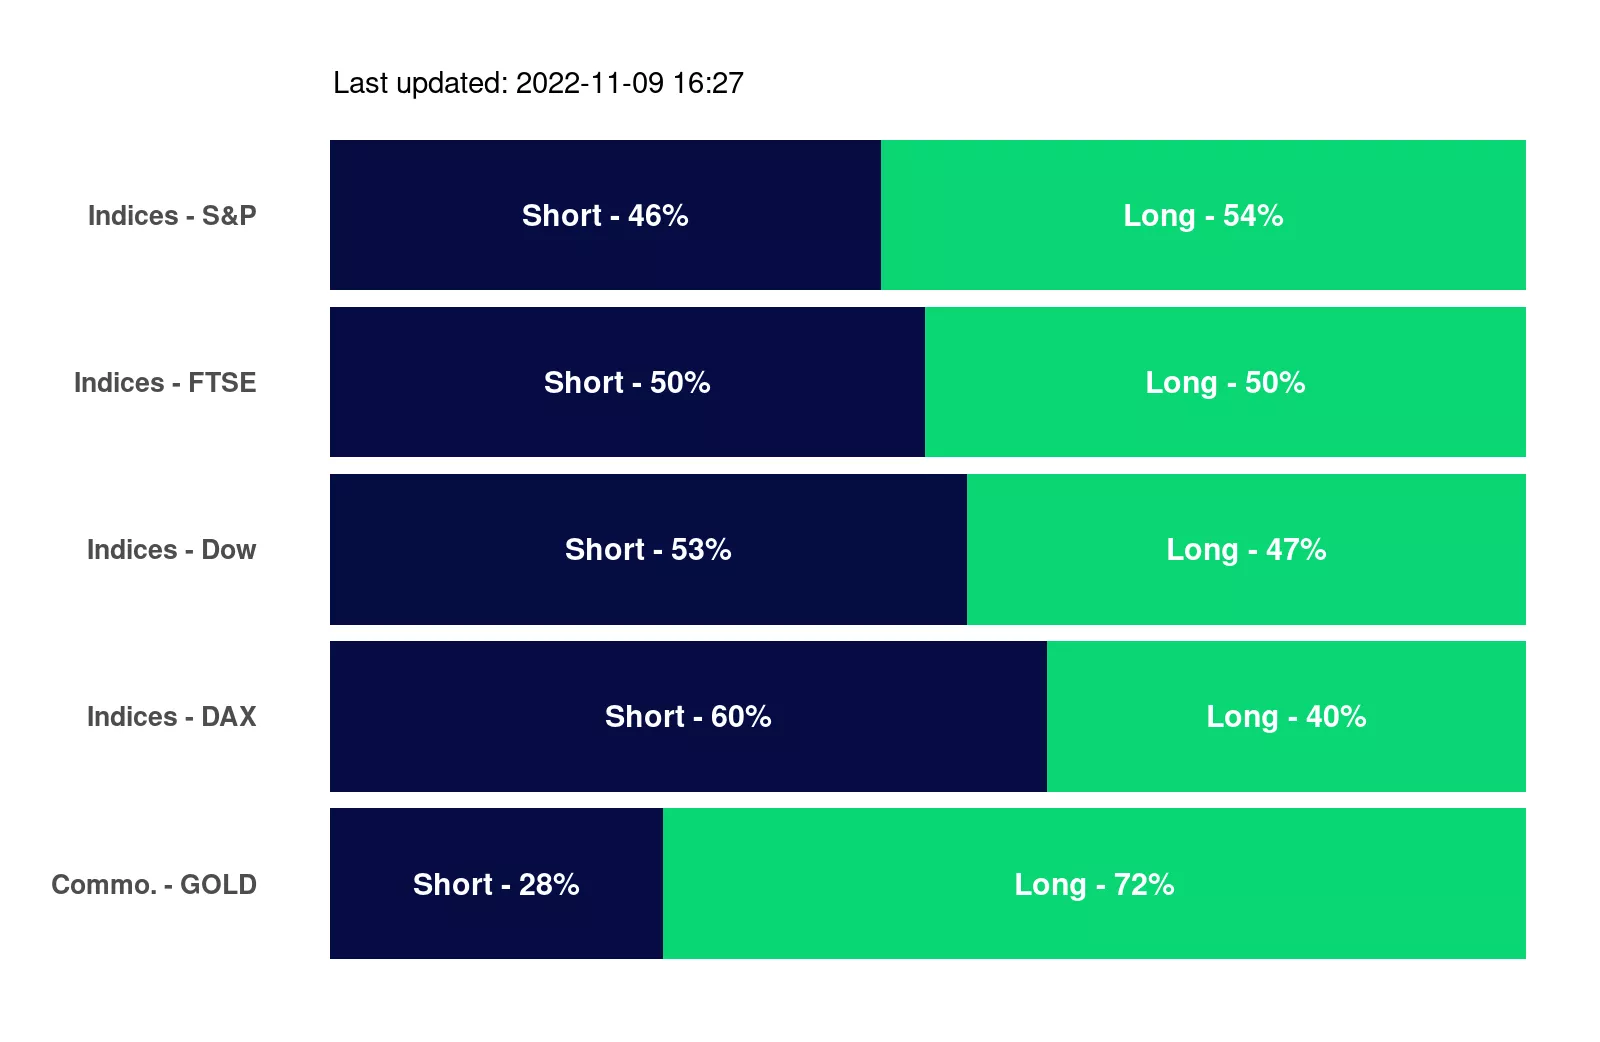 Last updated: 2022-11-09 16:27
Indices - S&P Short - 46% Long - 54%
Indices - FTSE Short - 50% Long - 50%
Indices - Dow Short - 53% Long - 47%
Indices - DAX Short - 60% Long - 40%
Commo. - GOLD Short - 28% Long - 72%